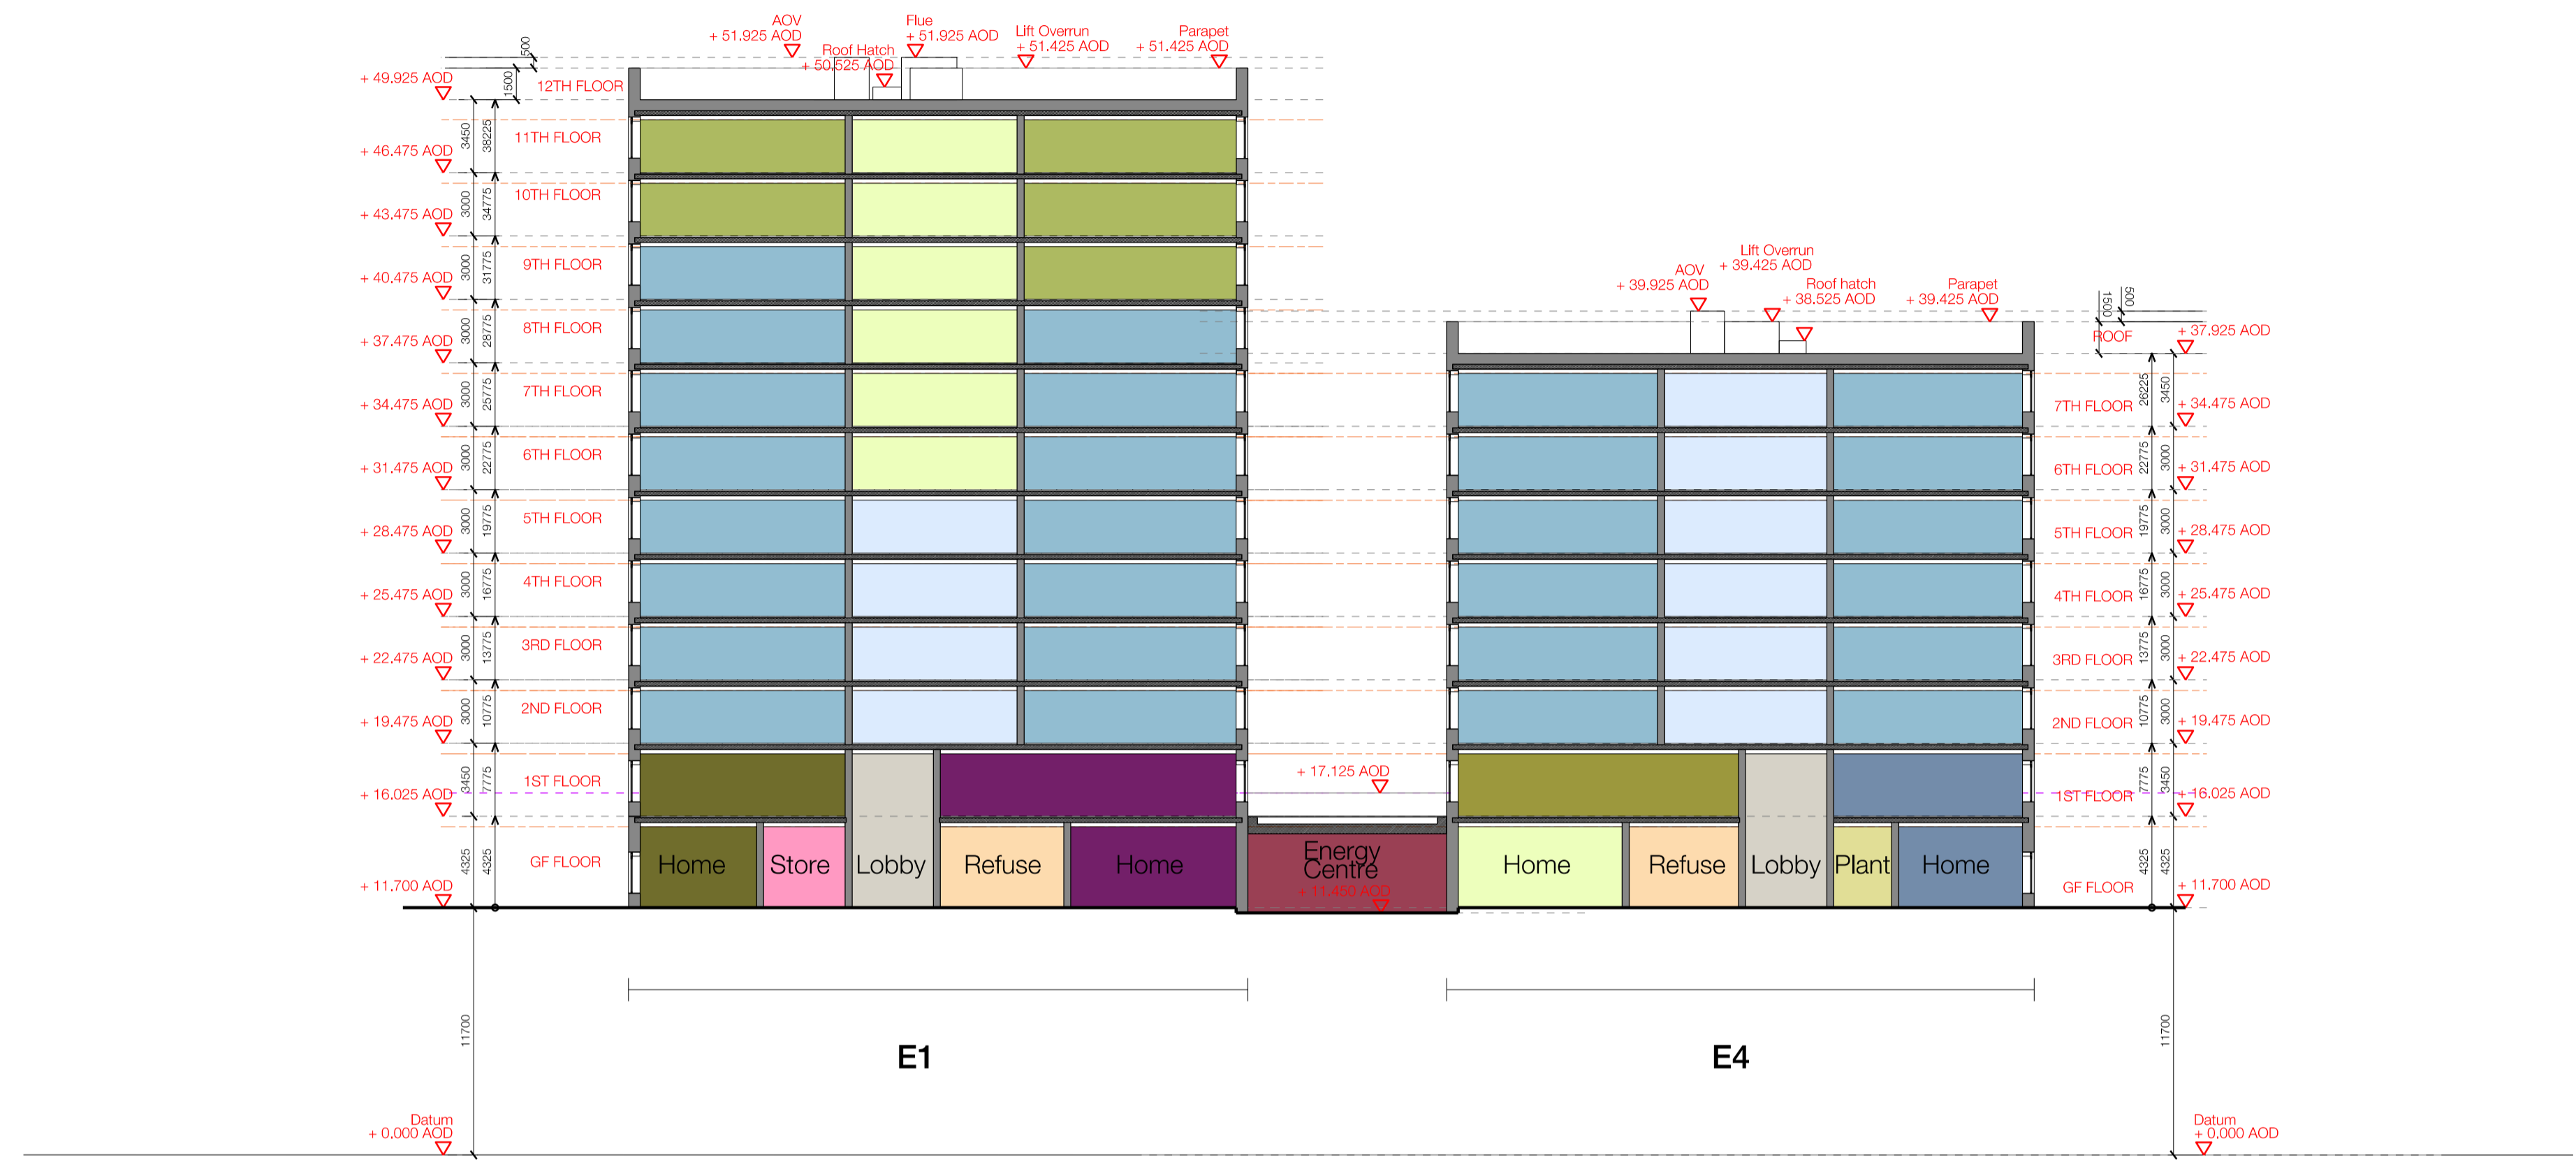 AOV
+ 51.925 AOD
Flue
+ 51.925 AOD
Roof Hatch
+ 50.525 AOD
Lift Overrun
+ 51.425 AOD
Parapet
+ 51.425 AOD
500
1500
+ 49.925 AOD
12TH FLOOR
3450
38225
11TH FLOOR
+ 46.475 AOD
3000
34775
10TH FLOOR
+ 43.475 AOD
3000
31775
9TH FLOOR
+ 40.475 AOD
3000
28775
8TH FLOOR
+ 37.475 AOD
3000
25775
7TH FLOOR
+ 34.475 AOD
3000
22775
6TH FLOOR
+ 31.475 AOD
3000
19775
5TH FLOOR
+ 28.475 AOD
3000
16775
4TH FLOOR
+ 25.475 AOD
3000
13775
3RD FLOOR
+ 22.475 AOD
3000
10775
2ND FLOOR
+ 19.475 AOD
3450
7775
1ST FLOOR
+ 16.025 AOD
4325
4325
GF FLOOR
+ 11.700 AOD
Home
Store
Lobby
Refuse
Home
+ 17.125 AOD
Energy
Centre
+ 11.450 AOD
Home
Refuse
Lobby
Plant
Home
Lift Overrun
+ 39.425 AOD
AOV
+ 39.925 AOD
Roof hatch
+ 38.525 AOD
Parapet
+ 39.425 AOD
1500
500
ROOF
+ 37.925 AOD
26225
3450
7TH FLOOR
+ 34.475 AOD
22775
3000
6TH FLOOR
+ 31.475 AOD
19775
3000
5TH FLOOR
+ 28.475 AOD
16775
3000
4TH FLOOR
+ 25.475 AOD
13775
3000
3RD FLOOR
+ 22.475 AOD
10775
3000
2ND FLOOR
+ 19.475 AOD
7775
3450
1ST FLOOR
+ 16.025 AOD
4325
4325
GF FLOOR
+ 11.700 AOD
11700
E1
E4
11700
Datum
+ 0.000 AOD
Datum
+ 0.000 AOD